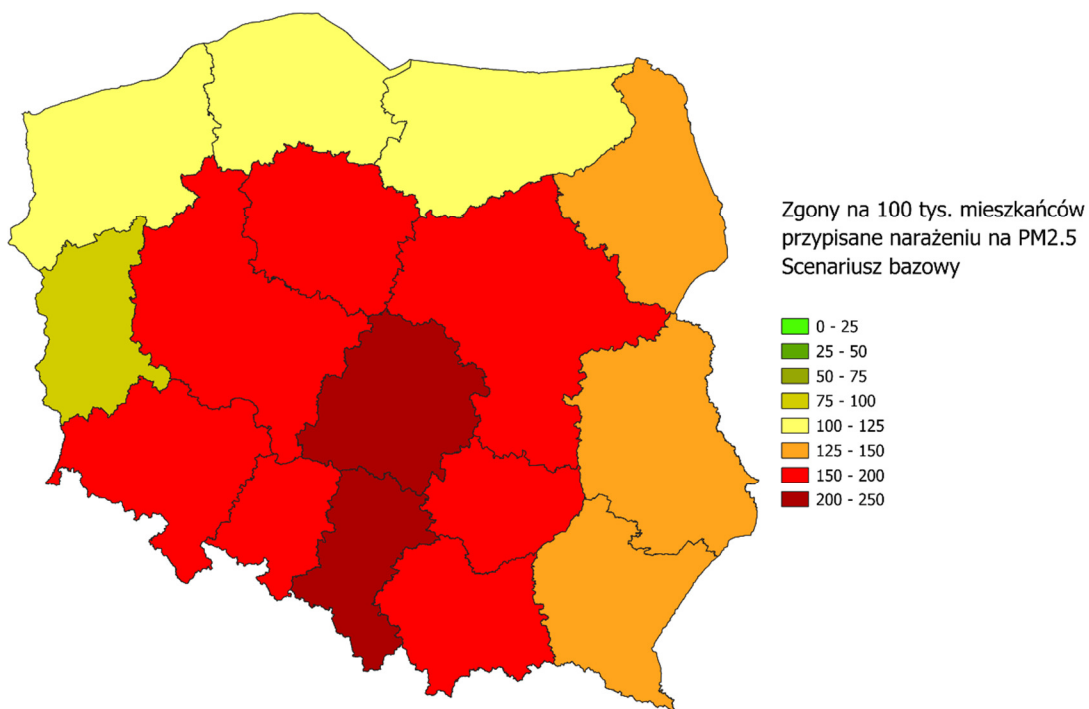 Zgony na 100 tys. mieszkańców
przypisane narażeniu na PM2.5
Scenariusz bazowy
0 - 25
25 - 50
50 - 75
75 - 100
100 - 125
125 - 150
150 - 200
200 - 250